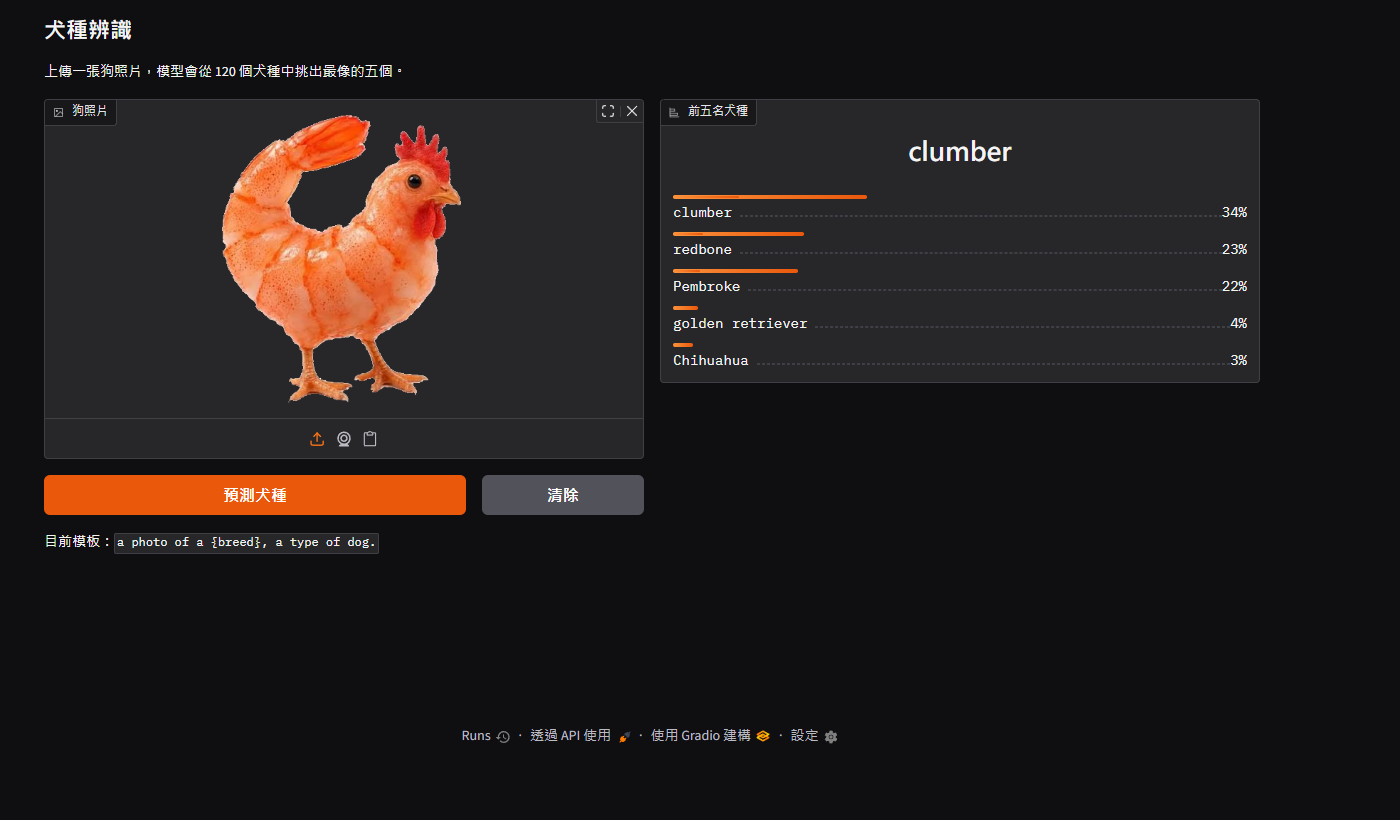 犬種辨識
上傳一張狗照片，模型會從 120 個犬種中挑出最像的五個。
狗照片
預測犬種
清除
目前模板：a photo of a {breed}, a type of dog.
前五名犬種
clumber
clumber 34%
redbone 23%
Pembroke 22%
golden retriever 4%
Chihuahua 3%
Runs · 透過 API 使用 · 使用 Gradio 建構 · 設定